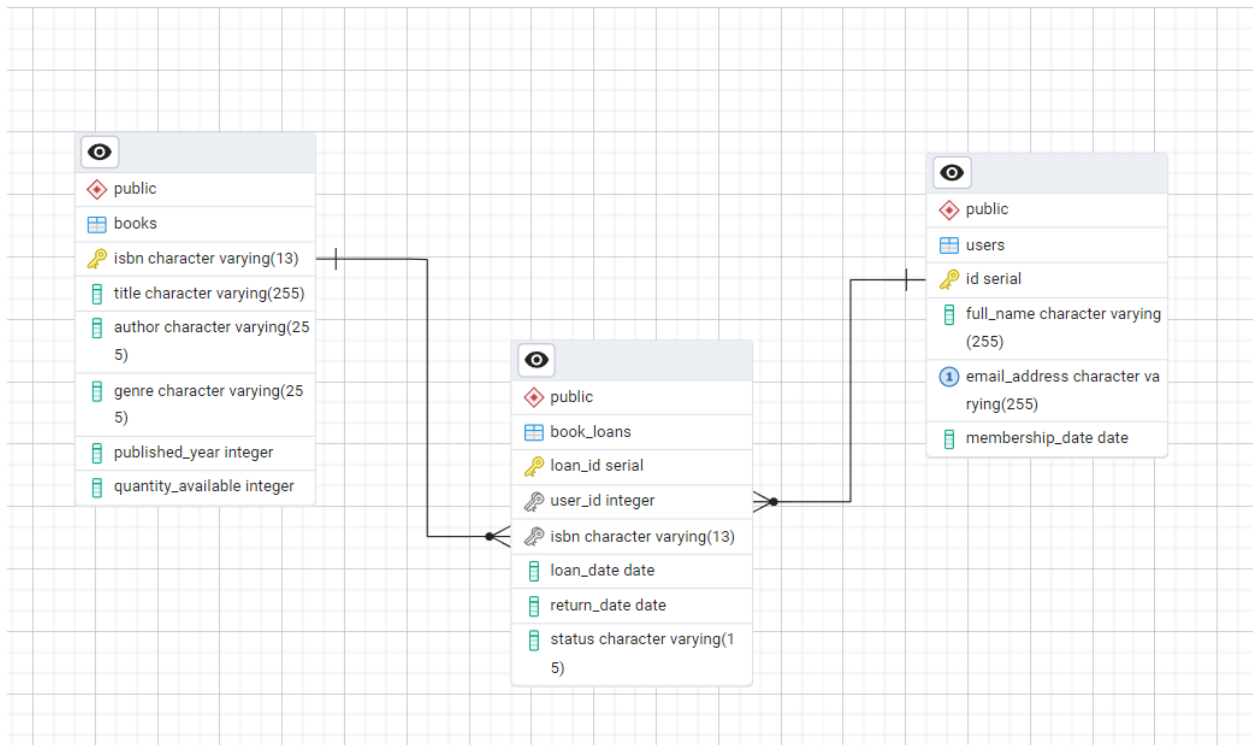 public
books
isbn character varying(13)
title character varying(255)
author character varying(25
5)
genre character varying(25
5)
published_year integer
quantity_available integer
public
book_loans
loan_id serial
user_id integer
isbn character varying(13)
loan_date date
return_date date
status character varying(1
5)
public
users
id serial
full_name character varying
(255)
1
email_address character va
rying(255)
membership_date date